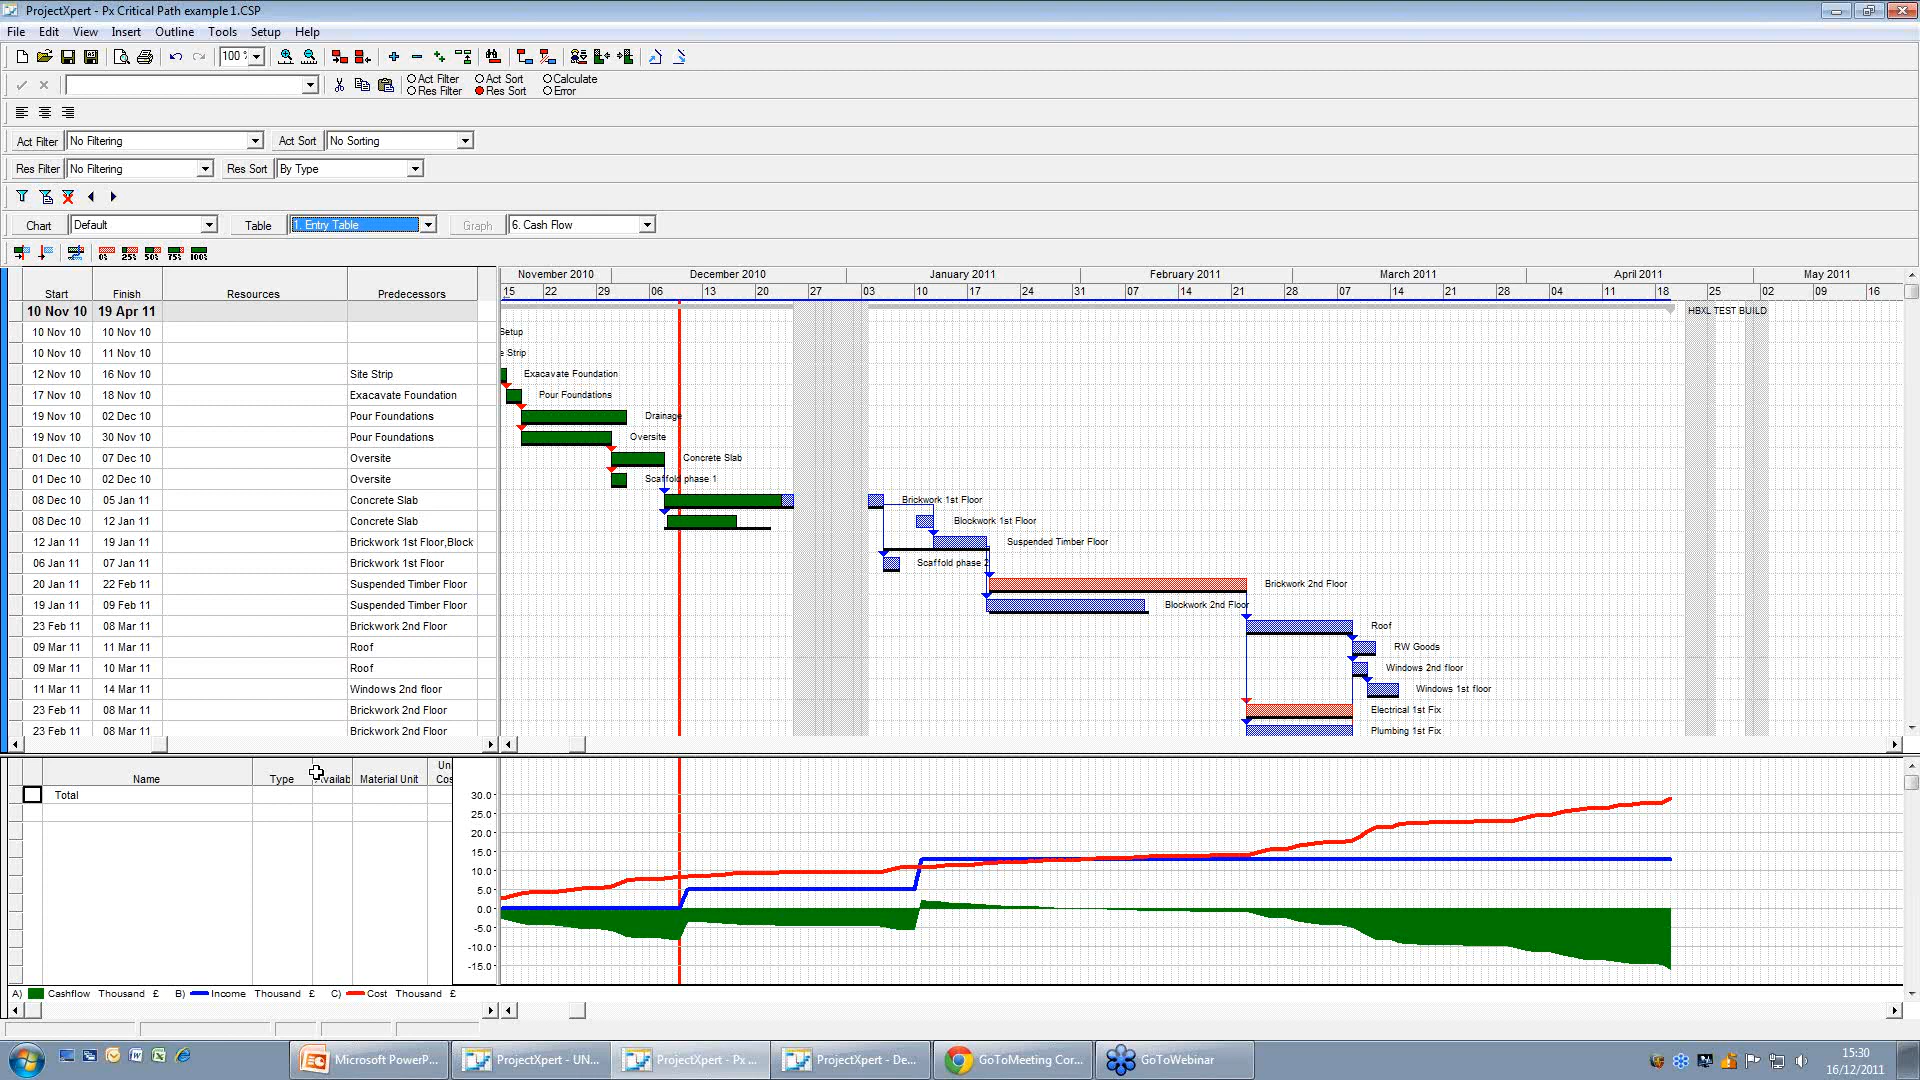 ProjectXpert - Px Critical Path example 1.CSP
File Edit View Insert Outline Tools Setup Help
100 %
Act Filter Act Sort Calculate
Res Filter Res Sort Error
Act Filter No Filtering Act Sort No Sorting
Res Filter No Filtering Res Sort By Type
Chart Default Table 1. Entry Table Graph 6. Cash Flow
0% 25% 50% 75% 100%
November 2010 December 2010 January 2011 February 2011 March 2011 April 2011 May 2011
Start Finish Resources Predecessors 15 22 29 06 13 20 27 03 10 17 24 31 07 14 21 28 07 14 21 28 04 11 18 25 02 09 16
10 Nov 10 19 Apr 11 HBXL TEST BUILD
10 Nov 10 10 Nov 10 Setup
10 Nov 10 11 Nov 10 Strip
12 Nov 10 16 Nov 10 Site Strip Exacavate Foundation
17 Nov 10 18 Nov 10 Exacavate Foundation Pour Foundations
19 Nov 10 02 Dec 10 Pour Foundations Drainage
19 Nov 10 30 Nov 10 Pour Foundations Oversite
01 Dec 10 07 Dec 10 Oversite Concrete Slab
01 Dec 10 02 Dec 10 Oversite Scaffold phase 1
08 Dec 10 05 Jan 11 Concrete Slab Brickwork 1st Floor
08 Dec 10 12 Jan 11 Concrete Slab Blockwork 1st Floor
12 Jan 11 19 Jan 11 Brickwork 1st Floor,Block Suspended Timber Floor
06 Jan 11 07 Jan 11 Brickwork 1st Floor Scaffold phase 2
20 Jan 11 22 Feb 11 Suspended Timber Floor Brickwork 2nd Floor
19 Jan 11 09 Feb 11 Suspended Timber Floor Blockwork 2nd Floor
23 Feb 11 08 Mar 11 Brickwork 2nd Floor Roof
09 Mar 11 11 Mar 11 Roof RW Goods
09 Mar 11 10 Mar 11 Roof Windows 2nd floor
11 Mar 11 14 Mar 11 Windows 2nd floor Windows 1st floor
23 Feb 11 08 Mar 11 Brickwork 2nd Floor Electrical 1st Fix
23 Feb 11 08 Mar 11 Brickwork 2nd Floor Plumbing 1st Fix
Name Type Availab Material Unit Un Cos
Total
30.0
25.0
20.0
15.0
10.0
5.0
0.0
-5.0
-10.0
-15.0
A) Cashflow Thousand £ B) Income Thousand £ C) Cost Thousand £
Microsoft PowerP... ProjectXpert - UN... ProjectXpert - Px ... ProjectXpert - De... GoToMeeting Cor... GoToWebinar
15:30
16/12/2011